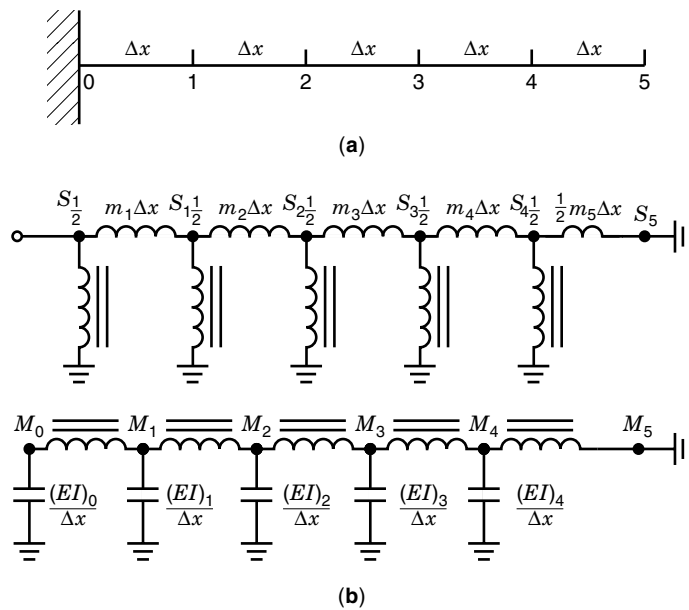 Δx Δx Δx Δx Δx
0 1 2 3 4 5
(a)
S½ m₁Δx S₁½ m₂Δx S₂½ m₃Δx S₃½ m₄Δx S₄½ ½m₅Δx S₅
M₀ M₁ M₂ M₃ M₄ M₅
(EI)₀/Δx (EI)₁/Δx (EI)₂/Δx (EI)₃/Δx (EI)₄/Δx
(b)